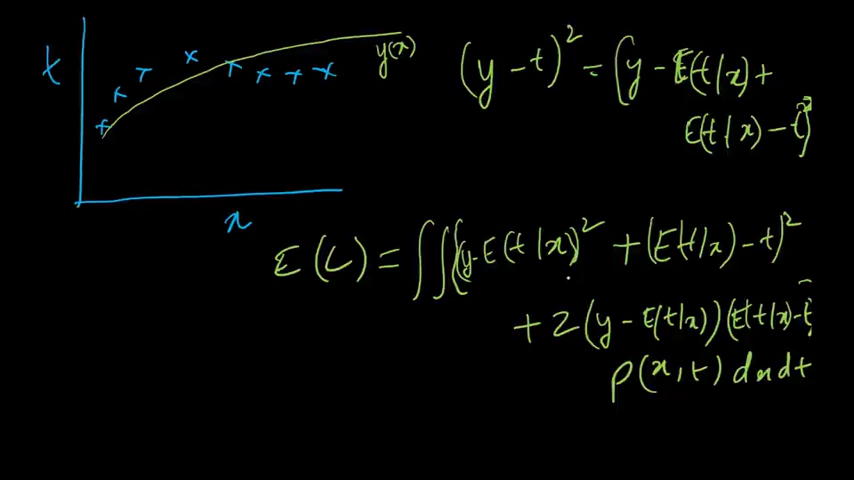 t
y(x)
x
(y - t)² = (y - E(t/x) +
E(t/x) - t)²
E(L) = ∫∫((y-E(t/x))² + (E(t/x) - t)²
+ 2(y - E(t/x))(E(t/x) - t)
p(x,t) dx dt